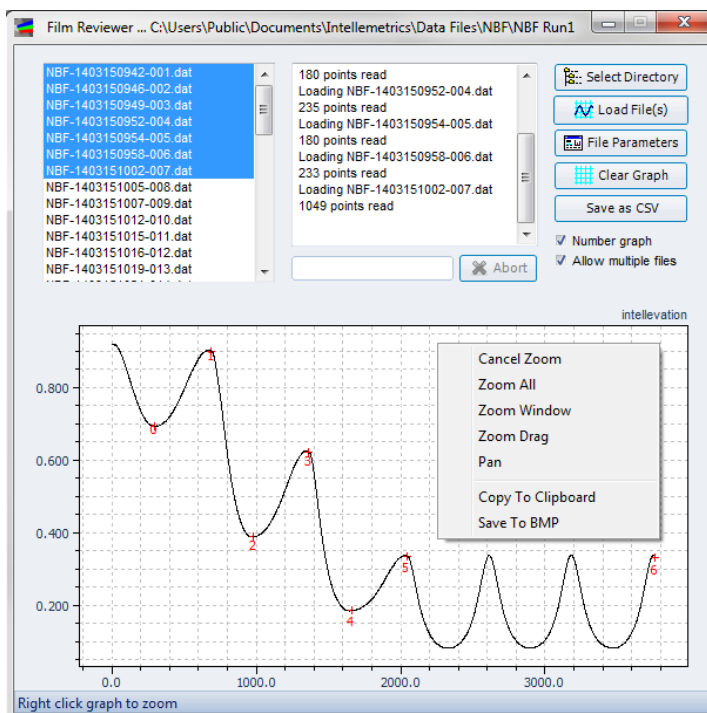 Film Reviewer ... C:\Users\Public\Documents\Intellemetrics\Data Files\NBF\NBF Run1
NBF-1403150942-001.dat
NBF-1403150946-002.dat
NBF-1403150949-003.dat
NBF-1403150952-004.dat
NBF-1403150954-005.dat
NBF-1403150958-006.dat
NBF-1403151002-007.dat
NBF-1403151005-008.dat
NBF-1403151007-009.dat
NBF-1403151012-010.dat
NBF-1403151015-011.dat
NBF-1403151016-012.dat
NBF-1403151019-013.dat
180 points read
Loading NBF-1403150952-004.dat
235 points read
Loading NBF-1403150954-005.dat
180 points read
Loading NBF-1403150958-006.dat
233 points read
Loading NBF-1403151002-007.dat
1049 points read
Select Directory
Load File(s)
File Parameters
Clear Graph
Save as CSV
Number graph
Allow multiple files
Abort
intellevation
0.800
0.600
0.400
0.200
0
1
2
3
4
5
6
Cancel Zoom
Zoom All
Zoom Window
Zoom Drag
Pan
Copy To Clipboard
Save To BMP
0.0 1000.0 2000.0 3000.0
Right click graph to zoom